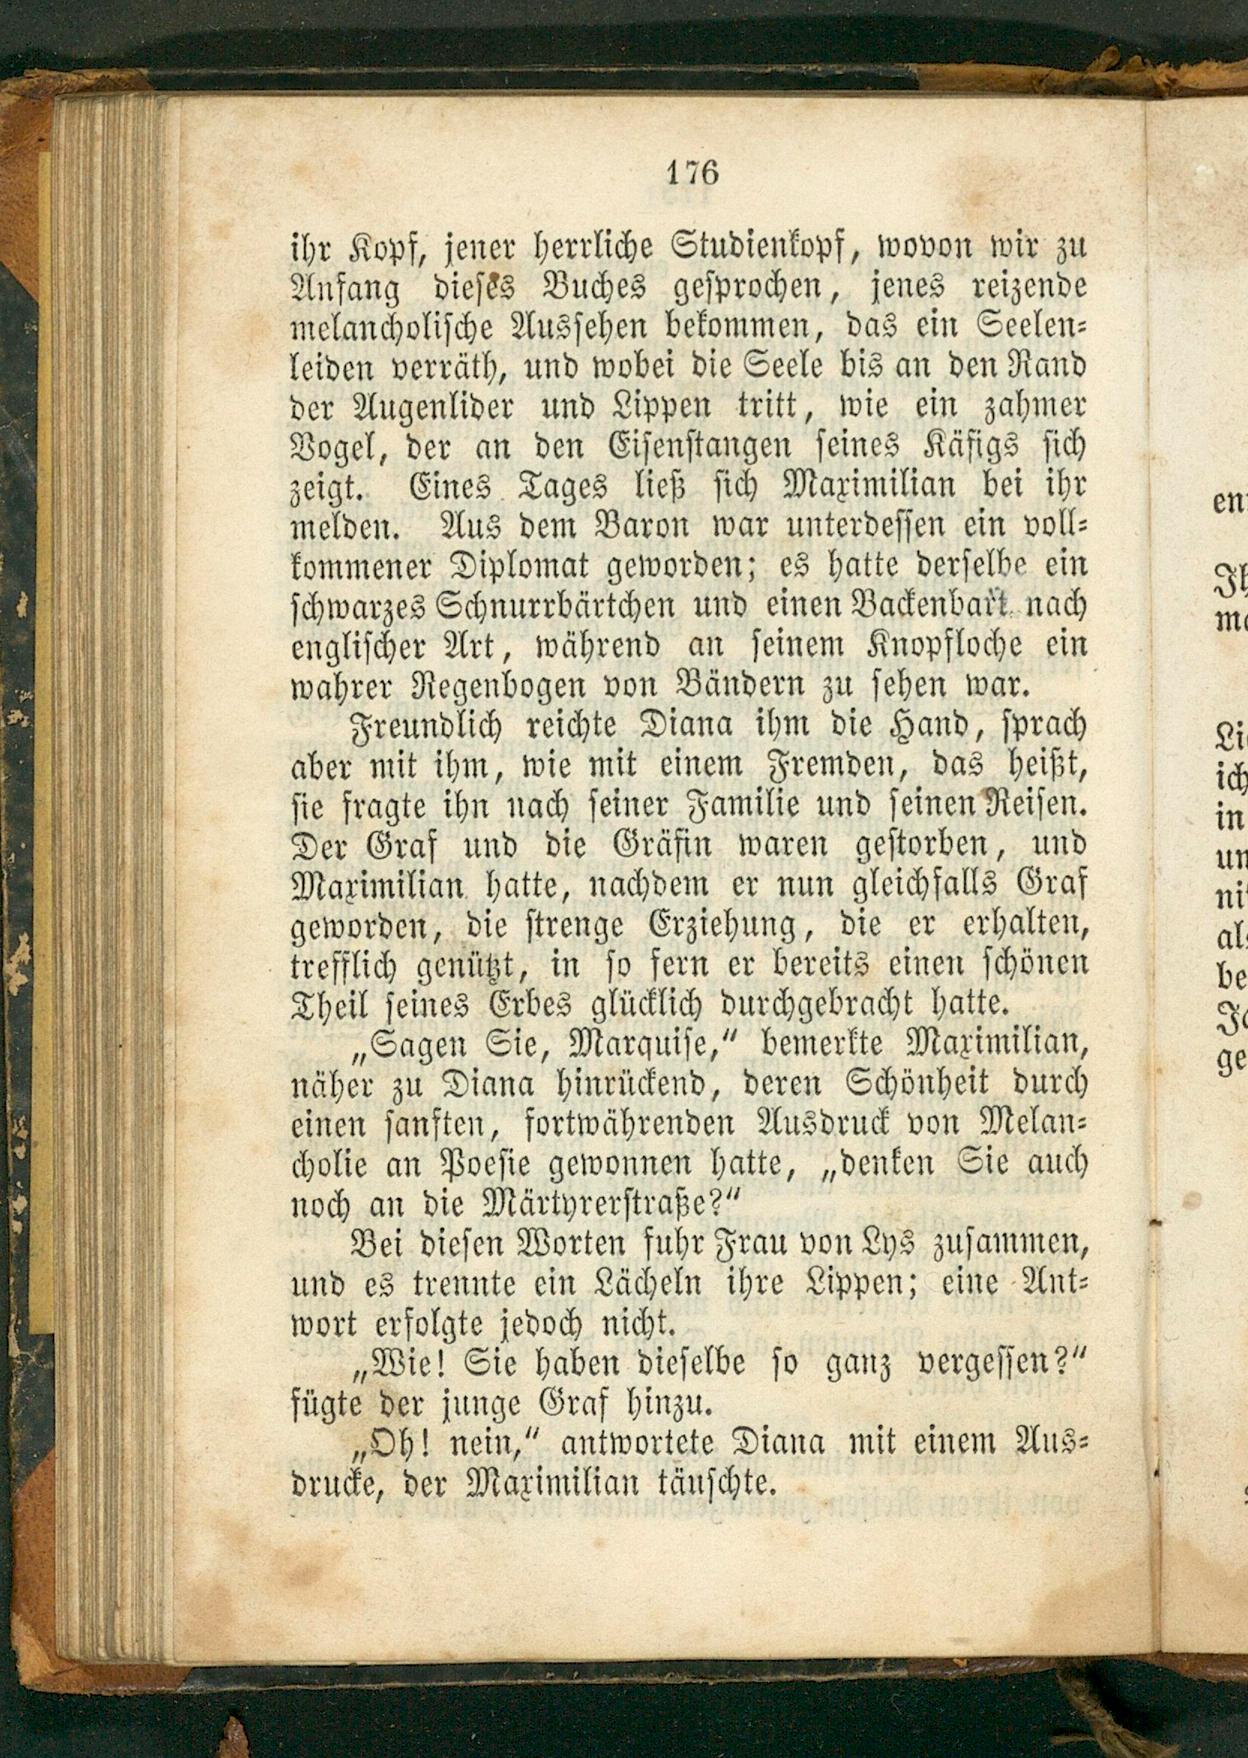 176
ihr Kopf, jener herrliche Studienkopf, wovon wir zu
Anfang dieses Buches gesprochen, jenes reizende
melancholische Aussehen bekommen, das ein Seelen-
leiden verräth, und wobei die Seele bis an den Rand
der Augenlider und Lippen tritt, wie ein zahmer
Vogel, der an den Eisenstangen seines Käfigs sich
zeigt. Eines Tages ließ sich Maximilian bei ihr
melden. Aus dem Baron war unterdessen ein voll-
kommener Diplomat geworden; es hatte derselbe ein
schwarzes Schnurrbärtchen und einen Backenbart nach
englischer Art, während an seinem Knopfloche ein
wahrer Regenbogen von Bändern zu sehen war.
Freundlich reichte Diana ihm die Hand, sprach
aber mit ihm, wie mit einem Fremden, das heißt,
sie fragte ihn nach seiner Familie und seinen Reisen.
Der Graf und die Gräfin waren gestorben, und
Maximilian hatte, nachdem er nun gleichfalls Graf
geworden, die strenge Erziehung, die er erhalten,
trefflich genützt, in so fern er bereits einen schönen
Theil seines Erbes glücklich durchgebracht hatte.
„Sagen Sie, Marquise,“ bemerkte Maximilian,
näher zu Diana hinrückend, deren Schönheit durch
einen sanften, fortwährenden Ausdruck von Melan-
cholie an Poesie gewonnen hatte, „denken Sie auch
noch an die Märtyrerstraße?“
Bei diesen Worten fuhr Frau von Lys zusammen,
und es trennte ein Lächeln ihre Lippen; eine Ant-
wort erfolgte jedoch nicht.
„Wie! Sie haben dieselbe so ganz vergessen?“
fügte der junge Graf hinzu.
„Oh! nein,“ antwortete Diana mit einem Aus-
drucke, der Maximilian täuschte.